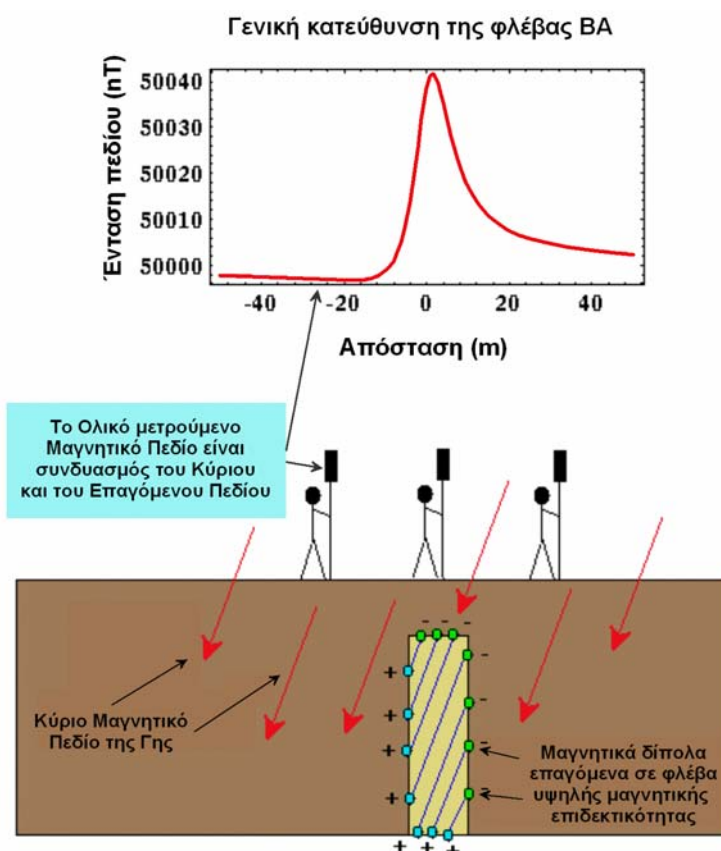 Γενική κατεύθυνση της φλέβας ΒΑ
Ένταση πεδίου (nT)
50040
50030
50020
50010
50000
-40 -20 0 20 40
Απόσταση (m)
Το Ολικό μετρούμενο
Μαγνητικό Πεδίο είναι
συνδυασμός του Κύριου
και του Επαγόμενου Πεδίου
- - -
+ -
+ -
+ -
+ -
Κύριο Μαγνητικό
Πεδίο της Γης
Μαγνητικά δίπολα
επαγόμενα σε φλέβα
υψηλής μαγνητικής
επιδεκτικότητας
+ + +